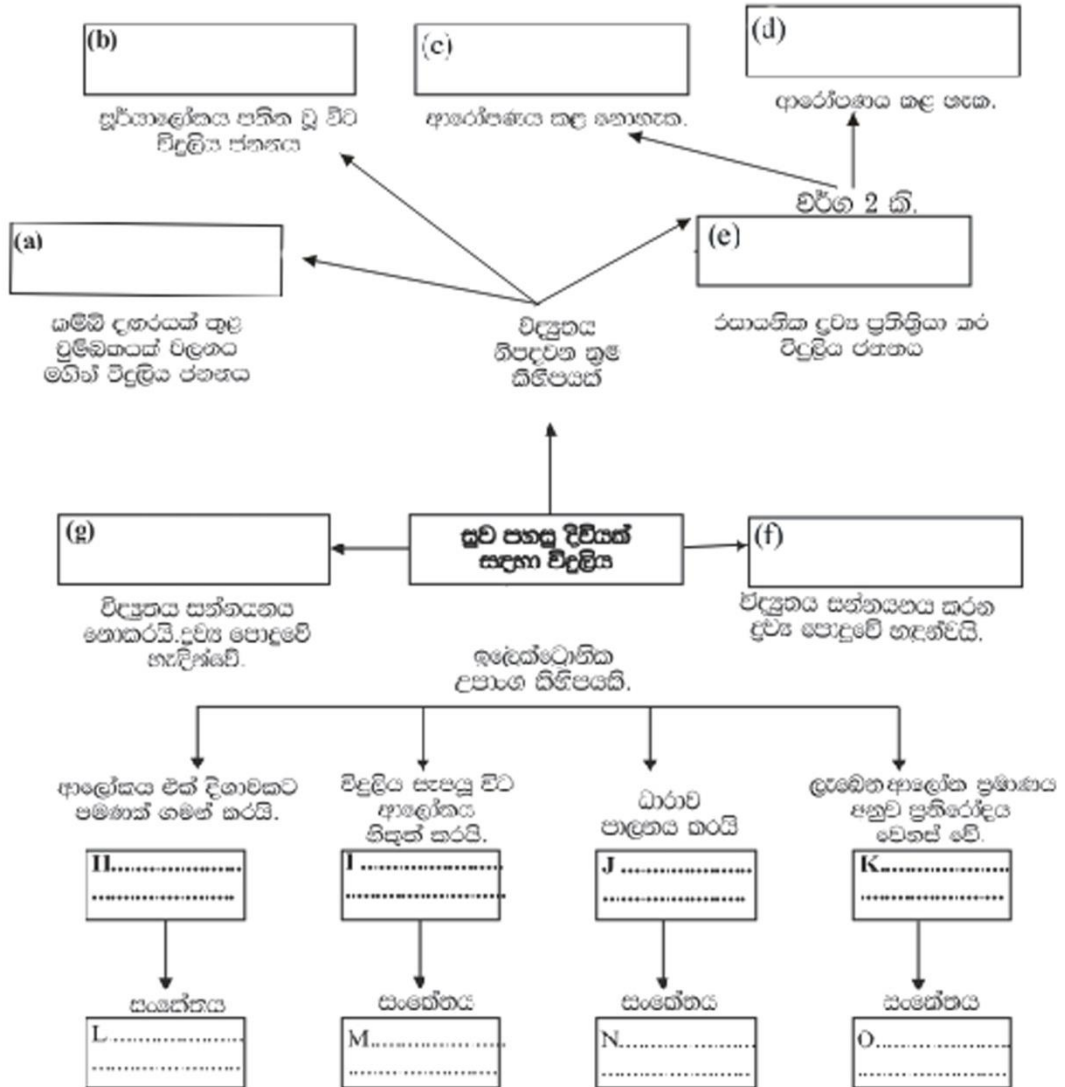 (b)
(c)
(d)
සූර්යාලෝකය පතිත වූ විට
විදුලිය ජනනය
ආරෝපණය කළ නොහැක.
ආරෝපණය කළ හැක.
වර්ග 2 කි.
(a)
(e)
කම්බි දඟරයක් තුළ
චුම්බකයක් චලනය
මගින් විදුලිය ජනනය
විද්‍යුතය
නිපදවන ක්‍රම
කිහිපයක්
රසායනික ද්‍රව්‍ය ප්‍රතික්‍රියා කර
විදුලිය ජනනය
(g)
සුව පහසු දිවියක්
සඳහා විදුලිය
(f)
විද්‍යුතය සන්නයනය
නොකරයි.ද්‍රව්‍ය පොදුවේ
හැඳින්වේ.
විද්‍යුතය සන්නයනය කරන
ද්‍රව්‍ය පොදුවේ හඳුන්වයි.
ඉලෙක්ට්‍රොනික
උපාංග කිහිපයකි.
ආලෝකය එක් දිශාවකට
පමණක් ගමන් කරයි.
විදුලිය සැපයූ විට
ආලෝකය
නිකුත් කරයි.
ධාරාව
පාලනය කරයි
ලැබෙන ආලෝක ප්‍රමාණය
අනුව ප්‍රතිරෝදය
වෙනස් වේ.
H........................
........................
I........................
........................
J........................
........................
K........................
........................
සංකේතය
සංකේතය
සංකේතය
සංකේතය
L........................
........................
M........................
........................
N........................
........................
O........................
........................